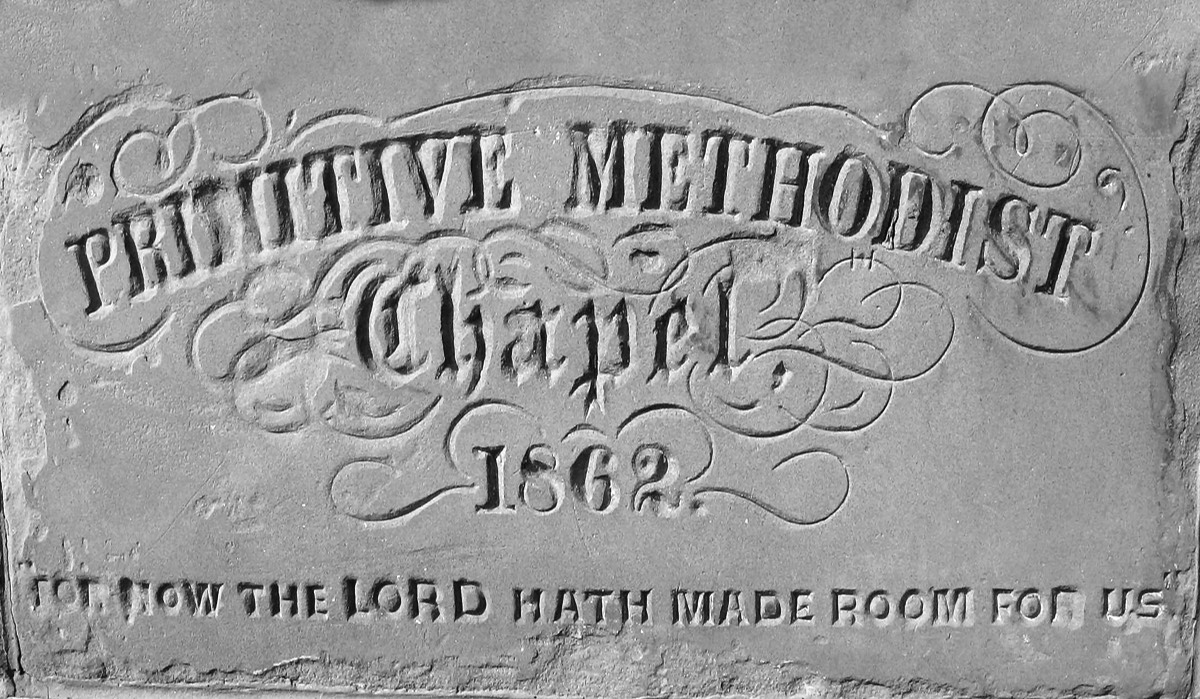 PRIMITIVE METHODIST
Chapel,
1862.
"FOR NOW THE LORD HATH MADE ROOM FOR US"